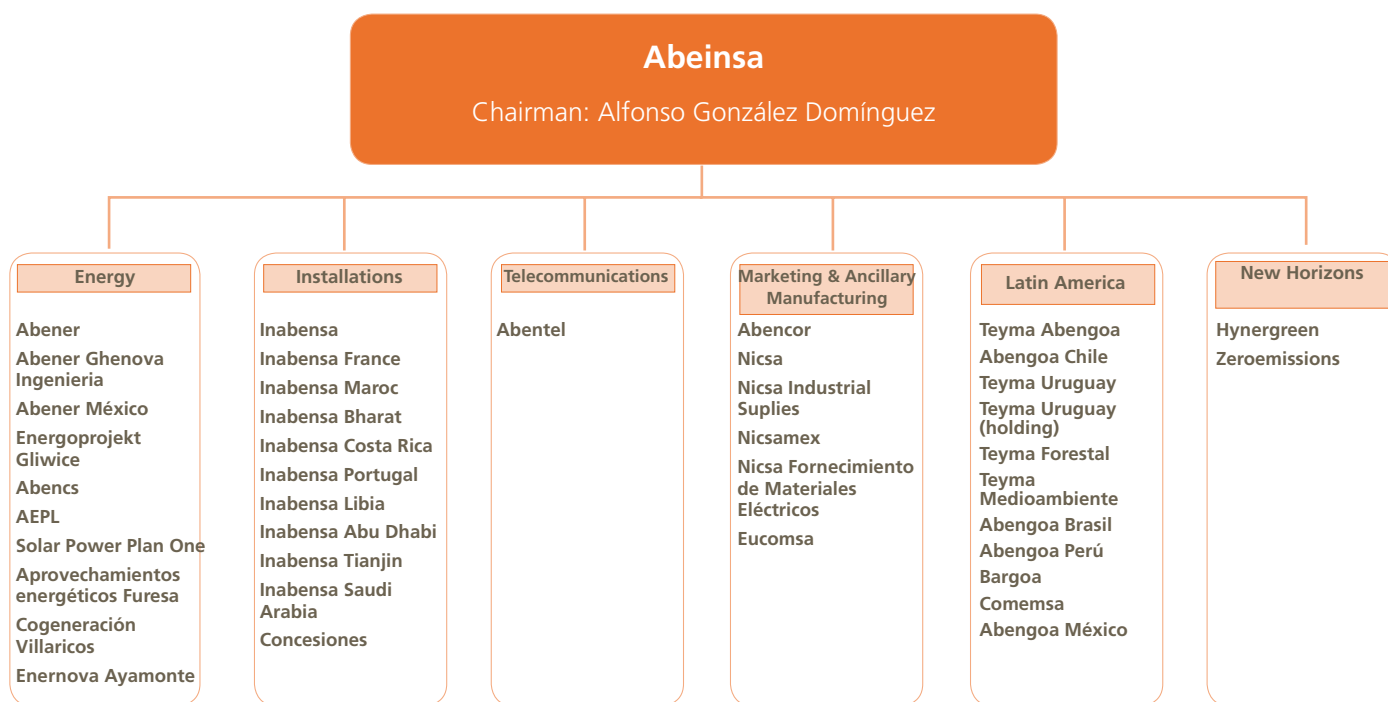 Abeinsa
Chairman: Alfonso González Domínguez
Energy
Abener
Abener Ghenova
Ingenieria
Abener México
Energoprojekt
Gliwice
Abencs
AEPL
Solar Power Plan One
Aprovechamientos
energéticos Furesa
Cogeneración
Villaricos
Enernova Ayamonte
Installations
Inabensa
Inabensa France
Inabensa Maroc
Inabensa Bharat
Inabensa Costa Rica
Inabensa Portugal
Inabensa Libia
Inabensa Abu Dhabi
Inabensa Tianjin
Inabensa Saudi
Arabia
Concesiones
Telecommunications
Abentel
Marketing & Ancillary
Manufacturing
Abencor
Nicsa
Nicsa Industrial
Suplies
Nicsamex
Nicsa Fornecimiento
de Materiales
Eléctricos
Eucomsa
Latin America
Teyma Abengoa
Abengoa Chile
Teyma Uruguay
Teyma Uruguay
(holding)
Teyma Forestal
Teyma
Medioambiente
Abengoa Brasil
Abengoa Perú
Bargoa
Comemsa
Abengoa México
New Horizons
Hynergreen
Zeroemissions